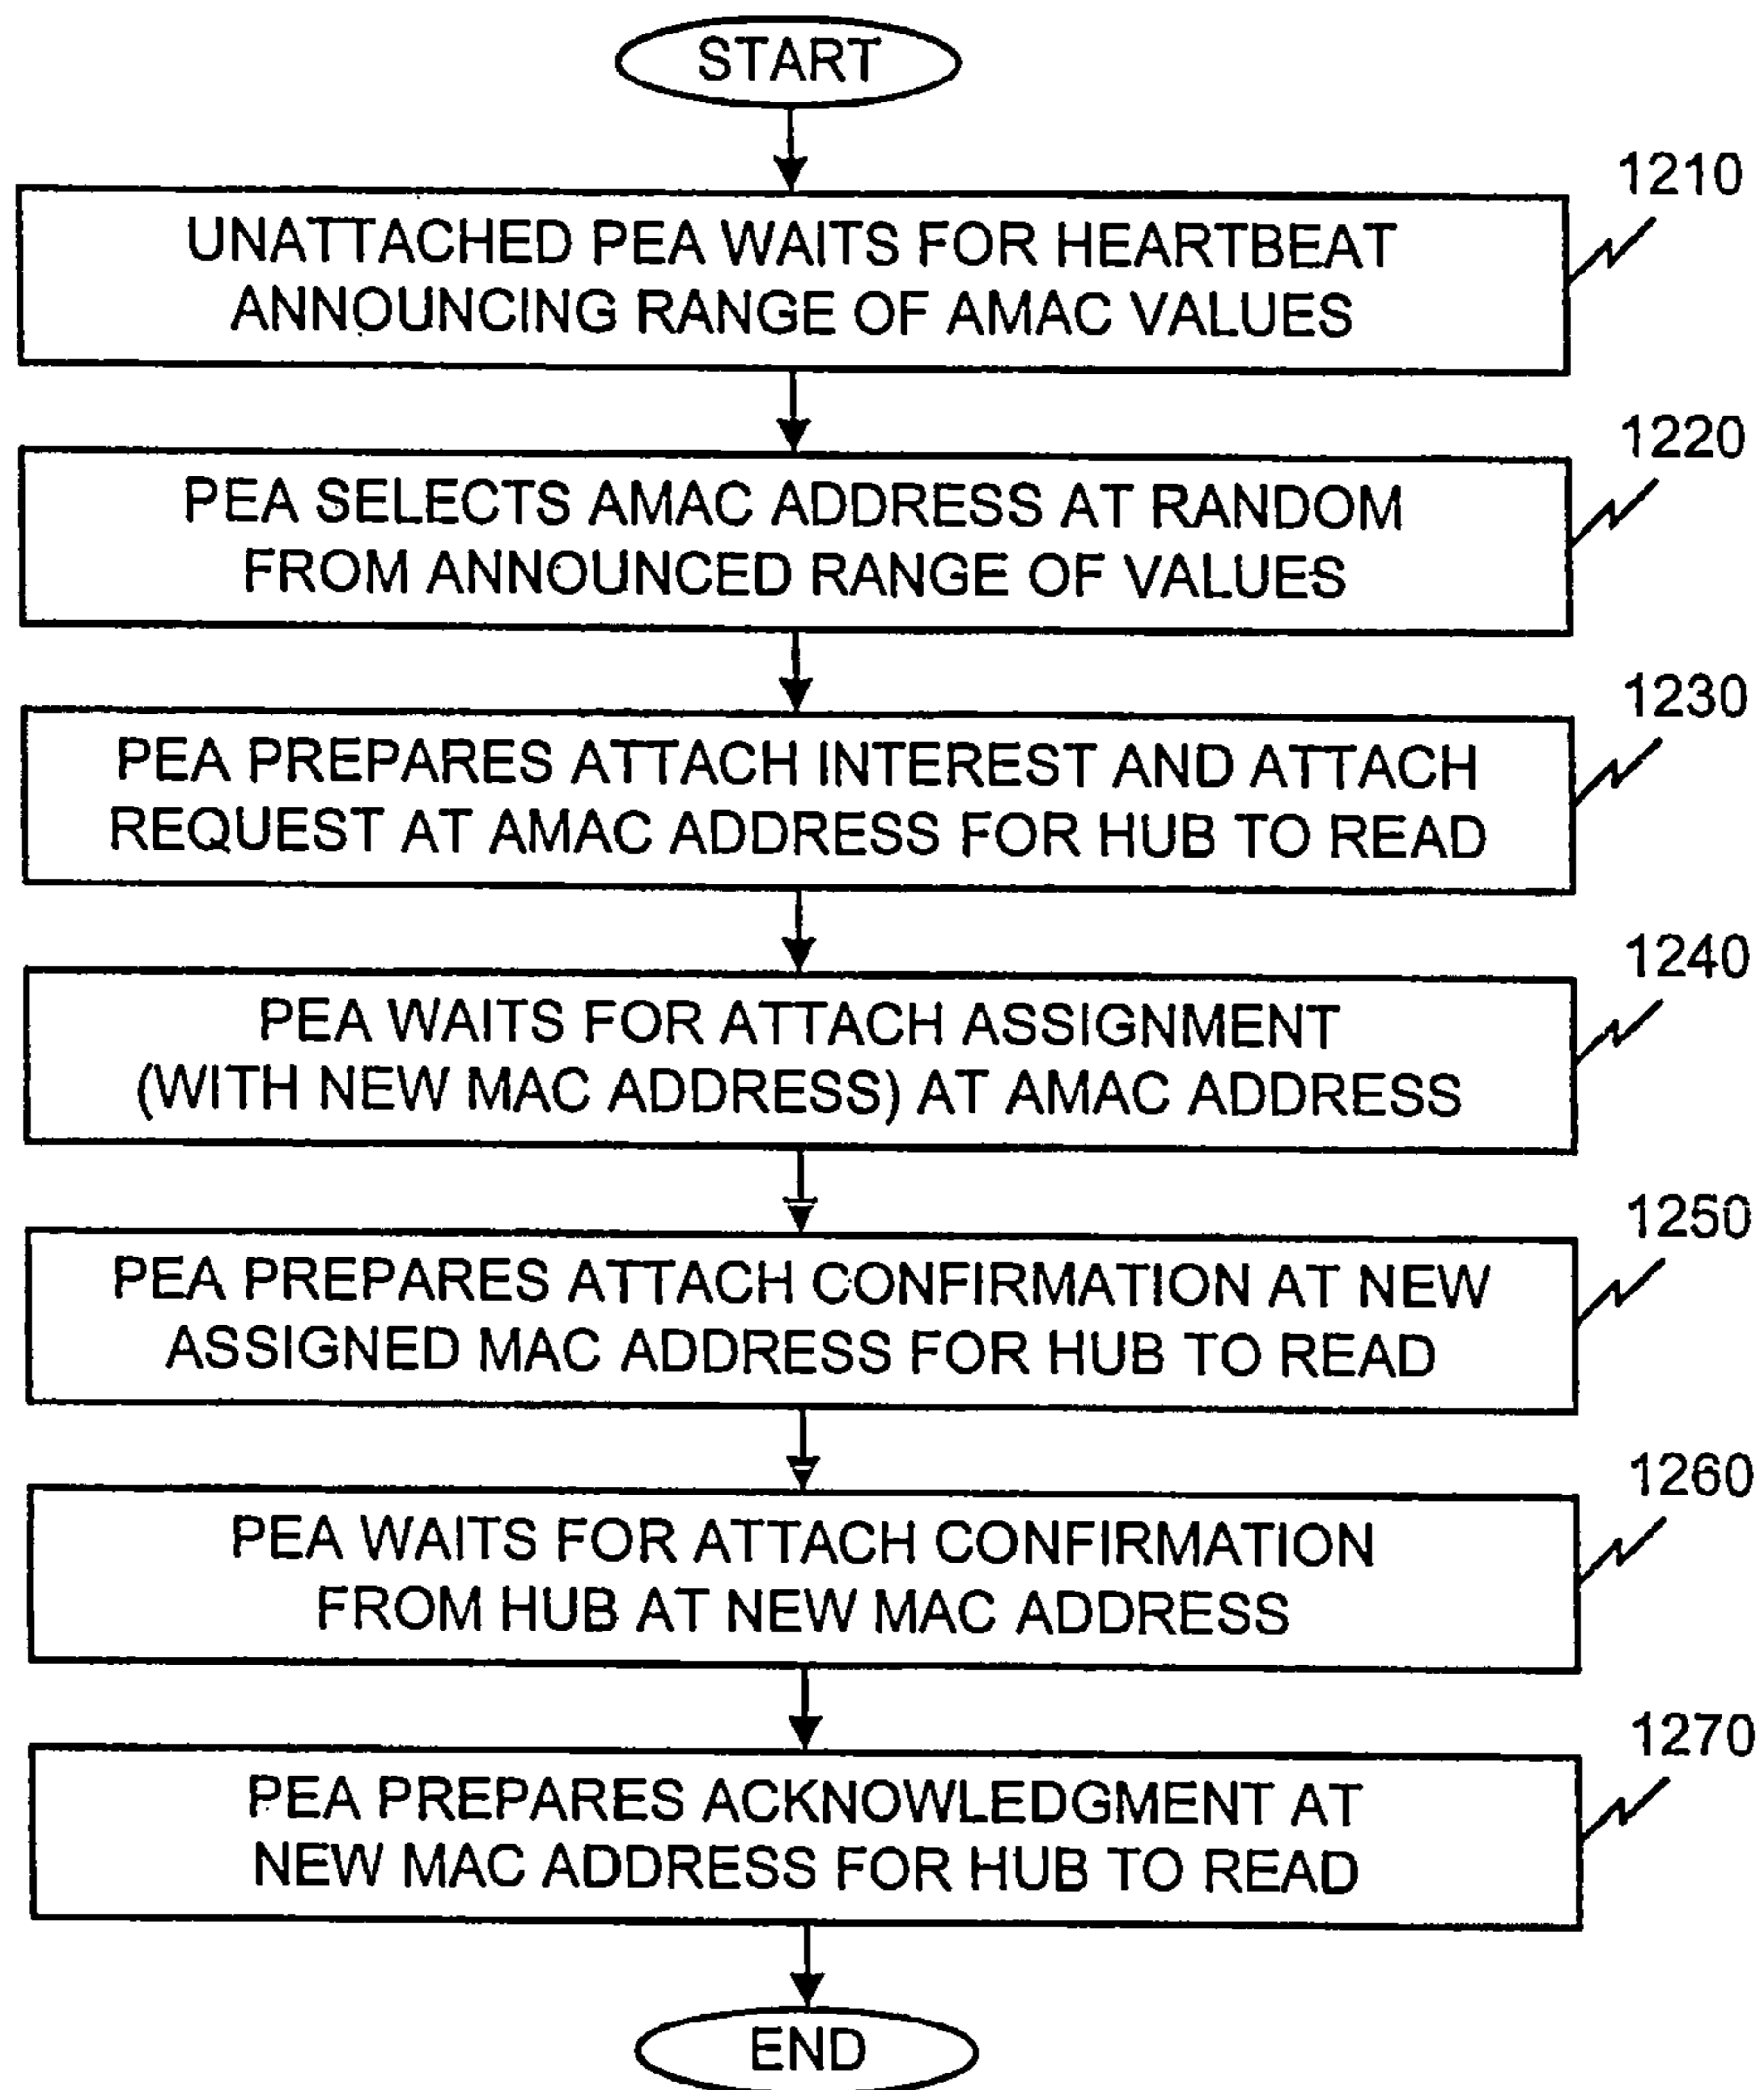 START
1210
UNATTACHED PEA WAITS FOR HEARTBEAT
ANNOUNCING RANGE OF AMAC VALUES
1220
PEA SELECTS AMAC ADDRESS AT RANDOM
FROM ANNOUNCED RANGE OF VALUES
1230
PEA PREPARES ATTACH INTEREST AND ATTACH
REQUEST AT AMAC ADDRESS FOR HUB TO READ
1240
PEA WAITS FOR ATTACH ASSIGNMENT
(WITH NEW MAC ADDRESS) AT AMAC ADDRESS
1250
PEA PREPARES ATTACH CONFIRMATION AT NEW
ASSIGNED MAC ADDRESS FOR HUB TO READ
1260
PEA WAITS FOR ATTACH CONFIRMATION
FROM HUB AT NEW MAC ADDRESS
1270
PEA PREPARES ACKNOWLEDGMENT AT
NEW MAC ADDRESS FOR HUB TO READ
END